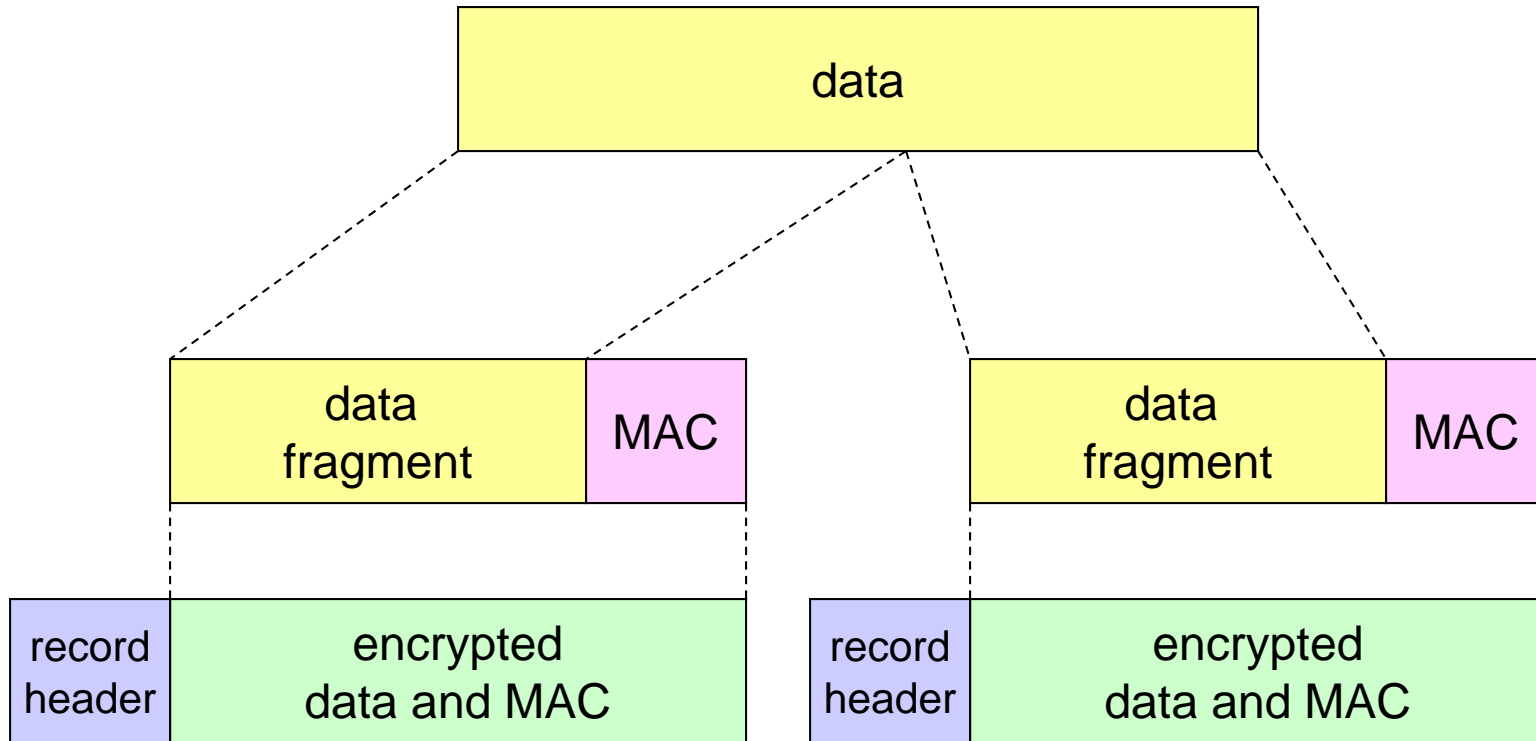 data
data
fragment
MAC
data
fragment
MAC
record
header
encrypted
data and MAC
record
header
encrypted
data and MAC